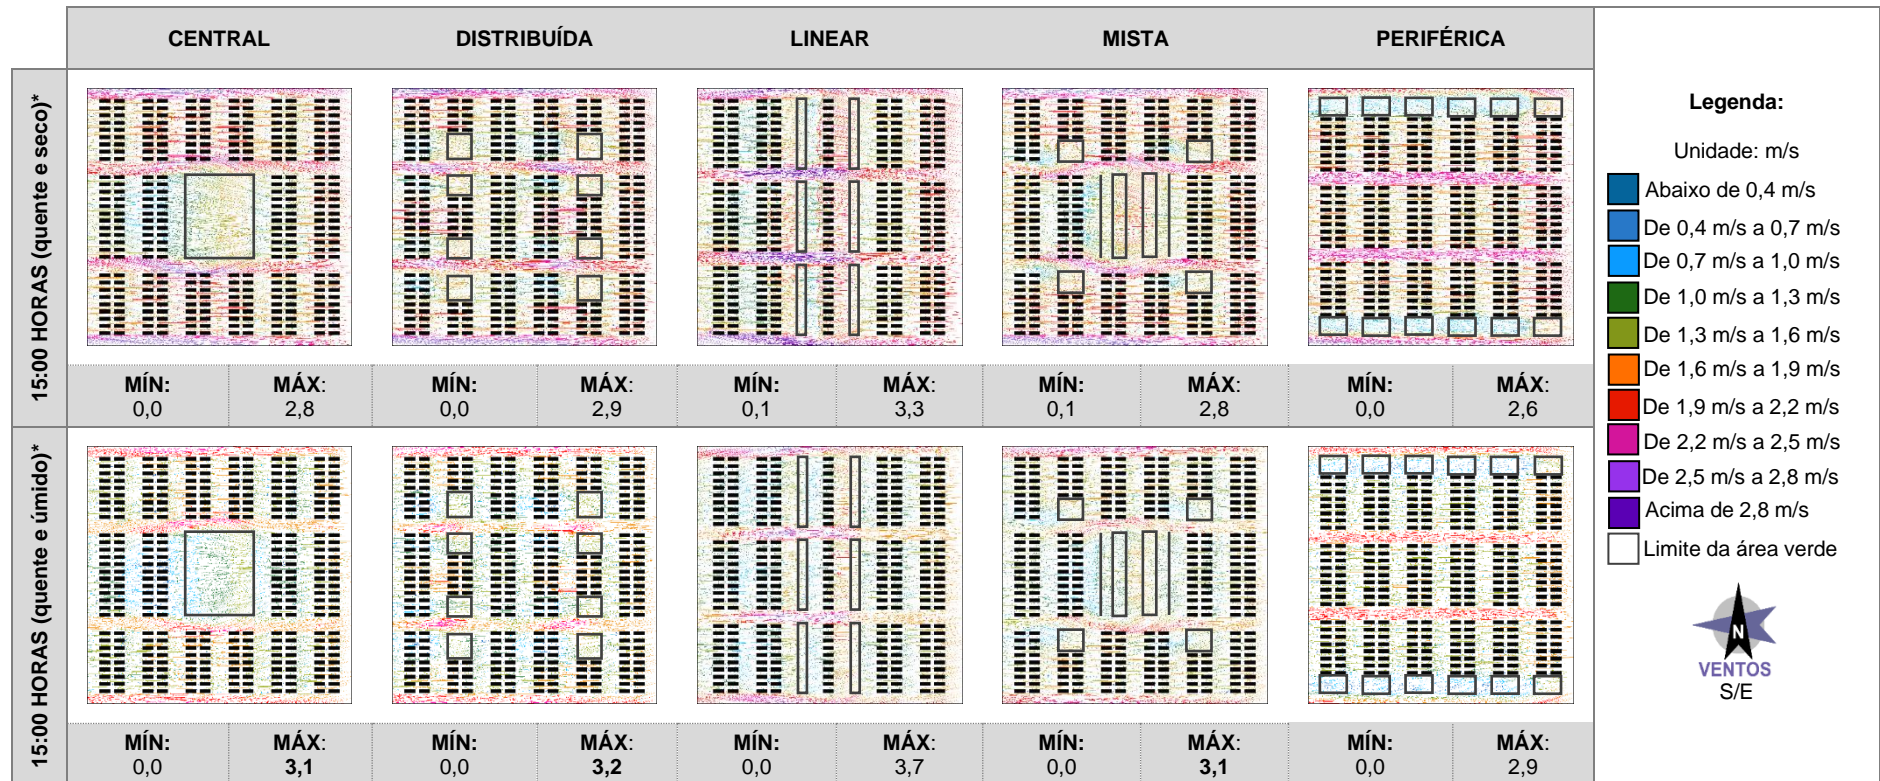 CENTRAL DISTRIBUÍDA LINEAR MISTA PERIFÉRICA
15:00 HORAS (quente e seco)*
MÍN: MÁX: MÍN: MÁX: MÍN: MÁX: MÍN: MÁX: MÍN: MÁX:
0,0 2,8 0,0 2,9 0,1 3,3 0,1 2,8 0,0 2,6
15:00 HORAS (quente e úmido)*
MÍN: MÁX: MÍN: MÁX: MÍN: MÁX: MÍN: MÁX: MÍN: MÁX:
0,0 3,1 0,0 3,2 0,0 3,7 0,0 3,1 0,0 2,9
Legenda:
Unidade: m/s
Abaixo de 0,4 m/s
De 0,4 m/s a 0,7 m/s
De 0,7 m/s a 1,0 m/s
De 1,0 m/s a 1,3 m/s
De 1,3 m/s a 1,6 m/s
De 1,6 m/s a 1,9 m/s
De 1,9 m/s a 2,2 m/s
De 2,2 m/s a 2,5 m/s
De 2,5 m/s a 2,8 m/s
Acima de 2,8 m/s
Limite da área verde
N
VENTOS
S/E